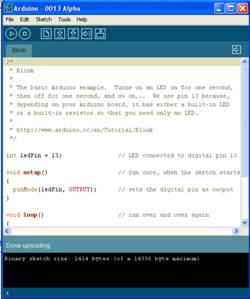 Arduino - 0013 Alpha
File Edit Sketch Tools Help
Blink
/*
* Blink
*
* The basic Arduino example. Turns on an LED on for one second,
* then off for one second, and so on... We use pin 13 because,
* depending on your Arduino board, it has either a built-in LED
* or a built-in resistor so that you need only an LED.
*
* http://www.arduino.cc/en/Tutorial/Blink
*/
int ledPin = 13; // LED connected to digital pin 13
void setup() // run once, when the sketch starts
{
pinMode(ledPin, OUTPUT); // sets the digital pin as output
}
void loop() // run over and over again
{
Done uploading.
Binary sketch size: 1414 bytes (of a 14336 byte maximum)